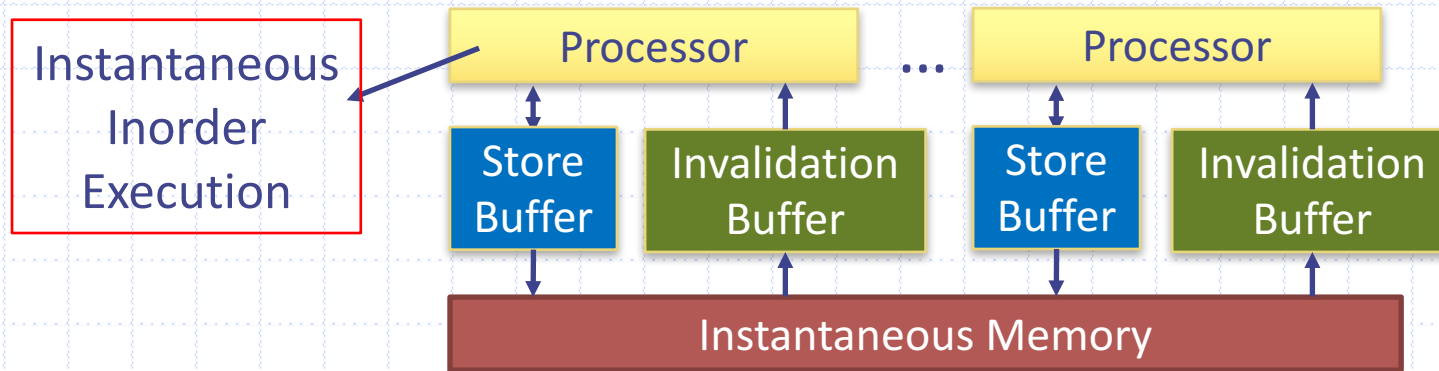 Instantaneous
Inorder
Execution
Processor
...
Processor
Store
Buffer
Invalidation
Buffer
Store
Buffer
Invalidation
Buffer
Instantaneous Memory